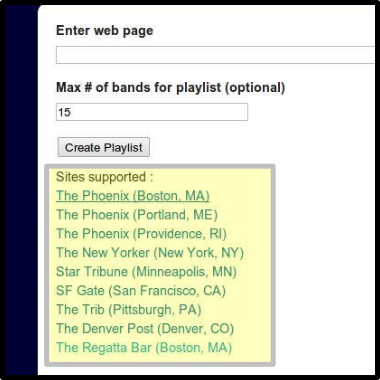 Enter web page
Max # of bands for playlist (optional)
15
Create Playlist
Sites supported :
The Phoenix (Boston, MA)
The Phoenix (Portland, ME)
The Phoenix (Providence, RI)
The New Yorker (New York, NY)
Star Tribune (Minneapolis, MN)
SF Gate (San Francisco, CA)
The Trib (Pittsburgh, PA)
The Denver Post (Denver, CO)
The Regatta Bar (Boston, MA)